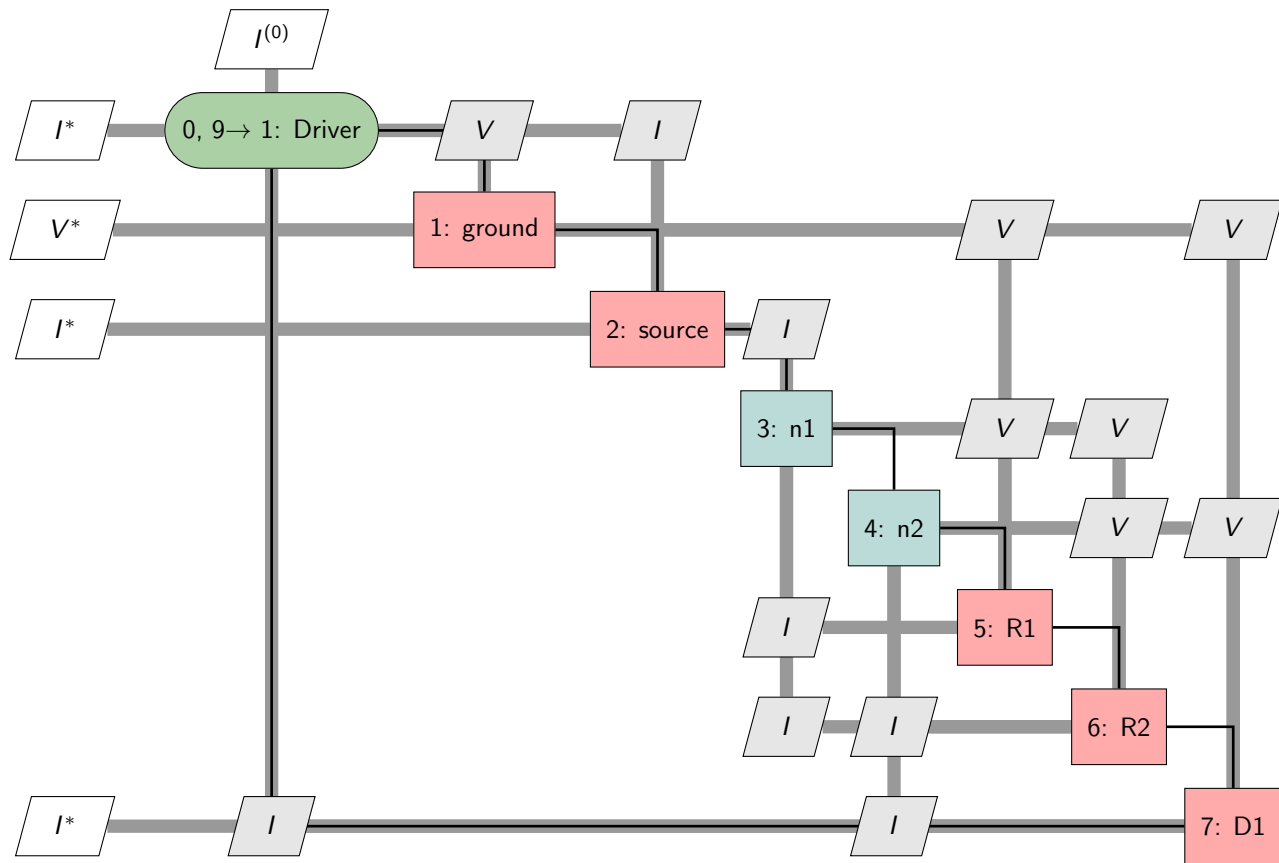 I(0)
I*
0, 9→ 1: Driver
V
I
V*
1: ground
V
V
I*
2: source
I
3: n1
V
V
4: n2
V
V
I
5: R1
I
I
6: R2
I*
I
I
7: D1